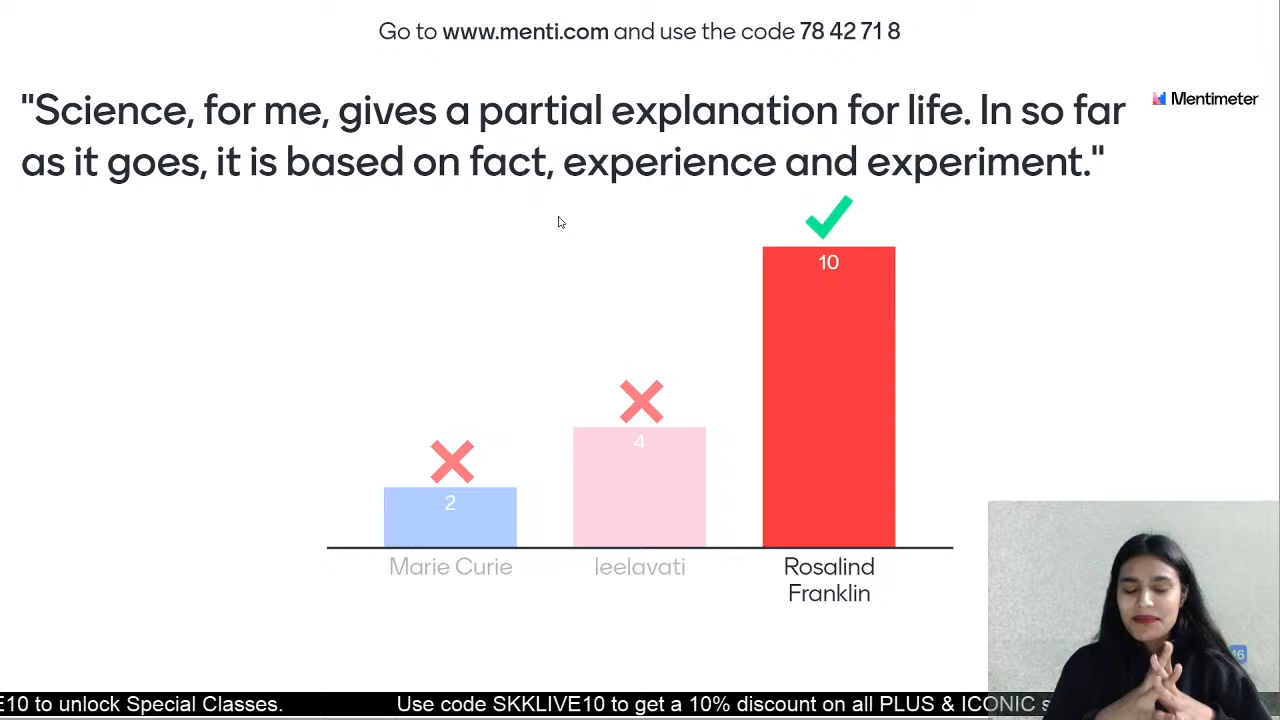 Go to www.menti.com and use the code 78 42 71 8
"Science, for me, gives a partial explanation for life. In so far
as it goes, it is based on fact, experience and experiment."
Mentimeter
10
4
2
Marie Curie
leelavati
Rosalind
Franklin
16
E10 to unlock Special Classes.
Use code SKKLIVE10 to get a 10% discount on all PLUS & ICONIC s